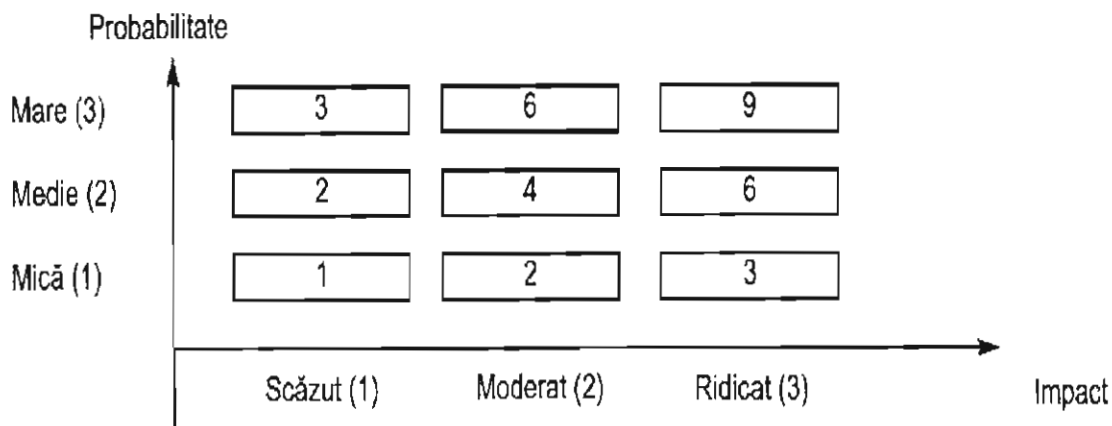 Probabilitate
Mare (3) 3 6 9
Medie (2) 2 4 6
Mică (1) 1 2 3
Scăzut (1) Moderat (2) Ridicat (3) Impact